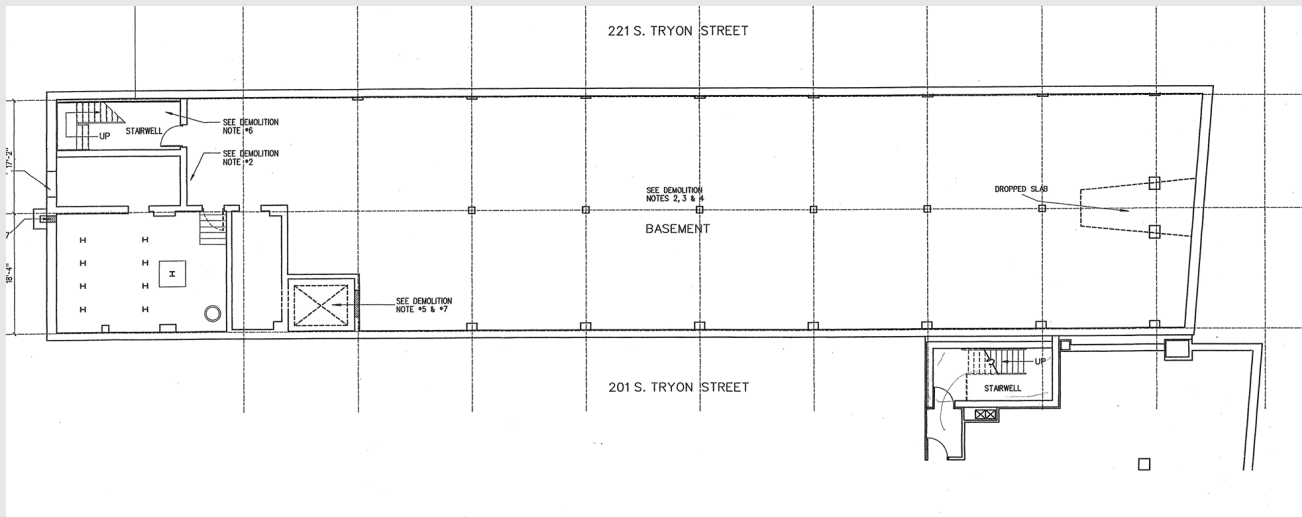 221 S. TRYON STREET
UP
STAIRWELL
SEE DEMOLITION
NOTE #6
SEE DEMOLITION
NOTE #2
17'-2"
SEE DEMOLITION
NOTES 2, 3 & 4
DROPPED SLAB
BASEMENT
18'-4"
SEE DEMOLITION
NOTE #5 & #7
UP
STAIRWELL
201 S. TRYON STREET